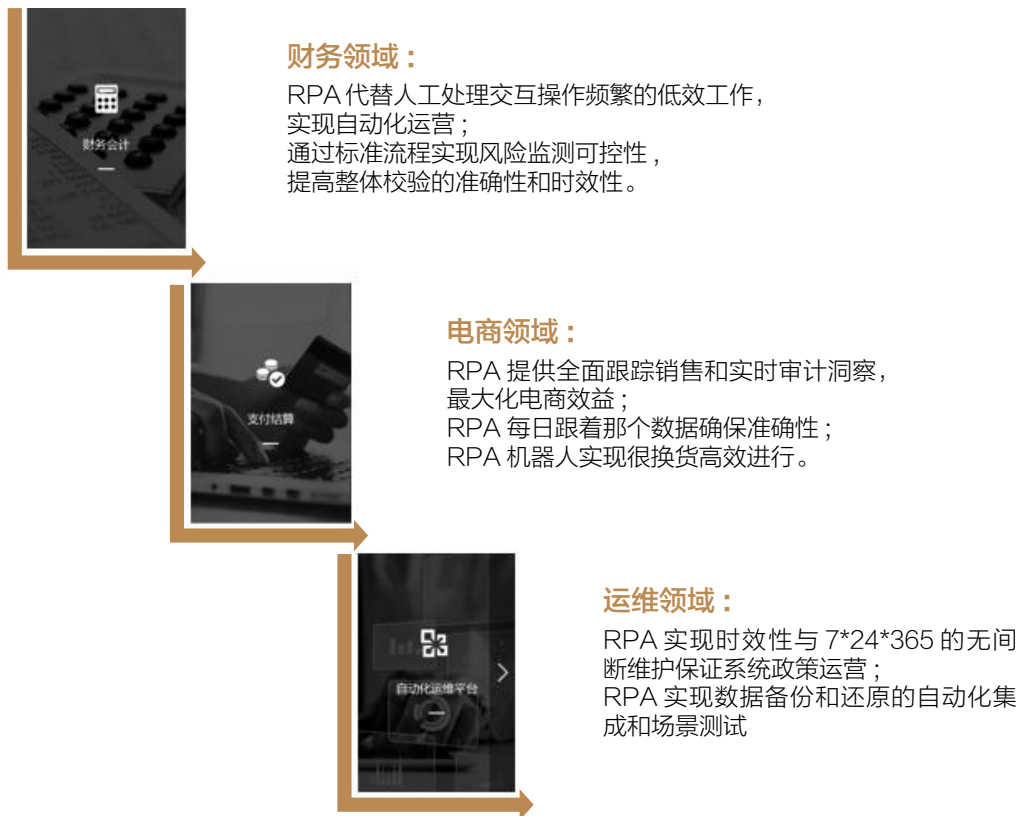 财务会计
财务领域：
RPA 代替人工处理交互操作频繁的低效工作，
实现自动化运营；
通过标准流程实现风险监测可控性，
提高整体校验的准确性和时效性。
支付结算
电商领域：
RPA 提供全面跟踪销售和实时审计洞察，
最大化电商效益；
RPA 每日跟着那个数据确保准确性；
RPA 机器人实现很换货高效进行。
自动化运维平台
运维领域：
RPA 实现时效性与 7*24*365 的无间
断维护保证系统政策运营；
RPA 实现数据备份和还原的自动化集
成和场景测试